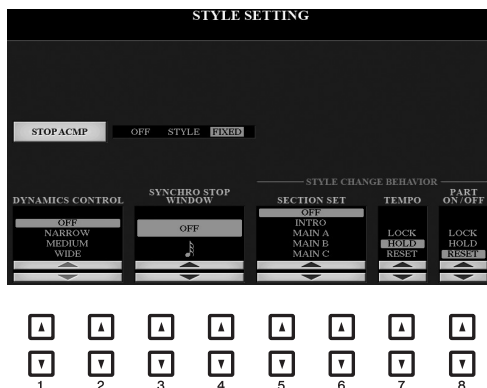 STYLE SETTING
STOP ACMP OFF STYLE FIXED
STYLE CHANGE BEHAVIOR
DYNAMICS CONTROL
SYNCHRO STOP
WINDOW
SECTION SET
TEMPO
PART
ON/OFF
OFF
NARROW
MEDIUM
WIDE
OFF
OFF
INTRO
MAIN A
MAIN B
MAIN C
LOCK
HOLD
RESET
LOCK
HOLD
RESET
1 2 3 4 5 6 7 8